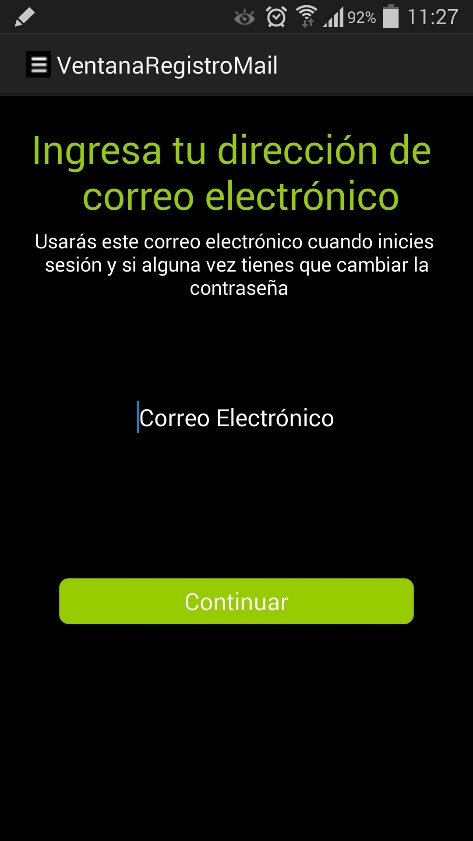 92% 11:27
VentanaRegistroMail
Ingresa tu dirección de
correo electrónico
Usarás este correo electrónico cuando inicies
sesión y si alguna vez tienes que cambiar la
contraseña
Correo Electrónico
Continuar